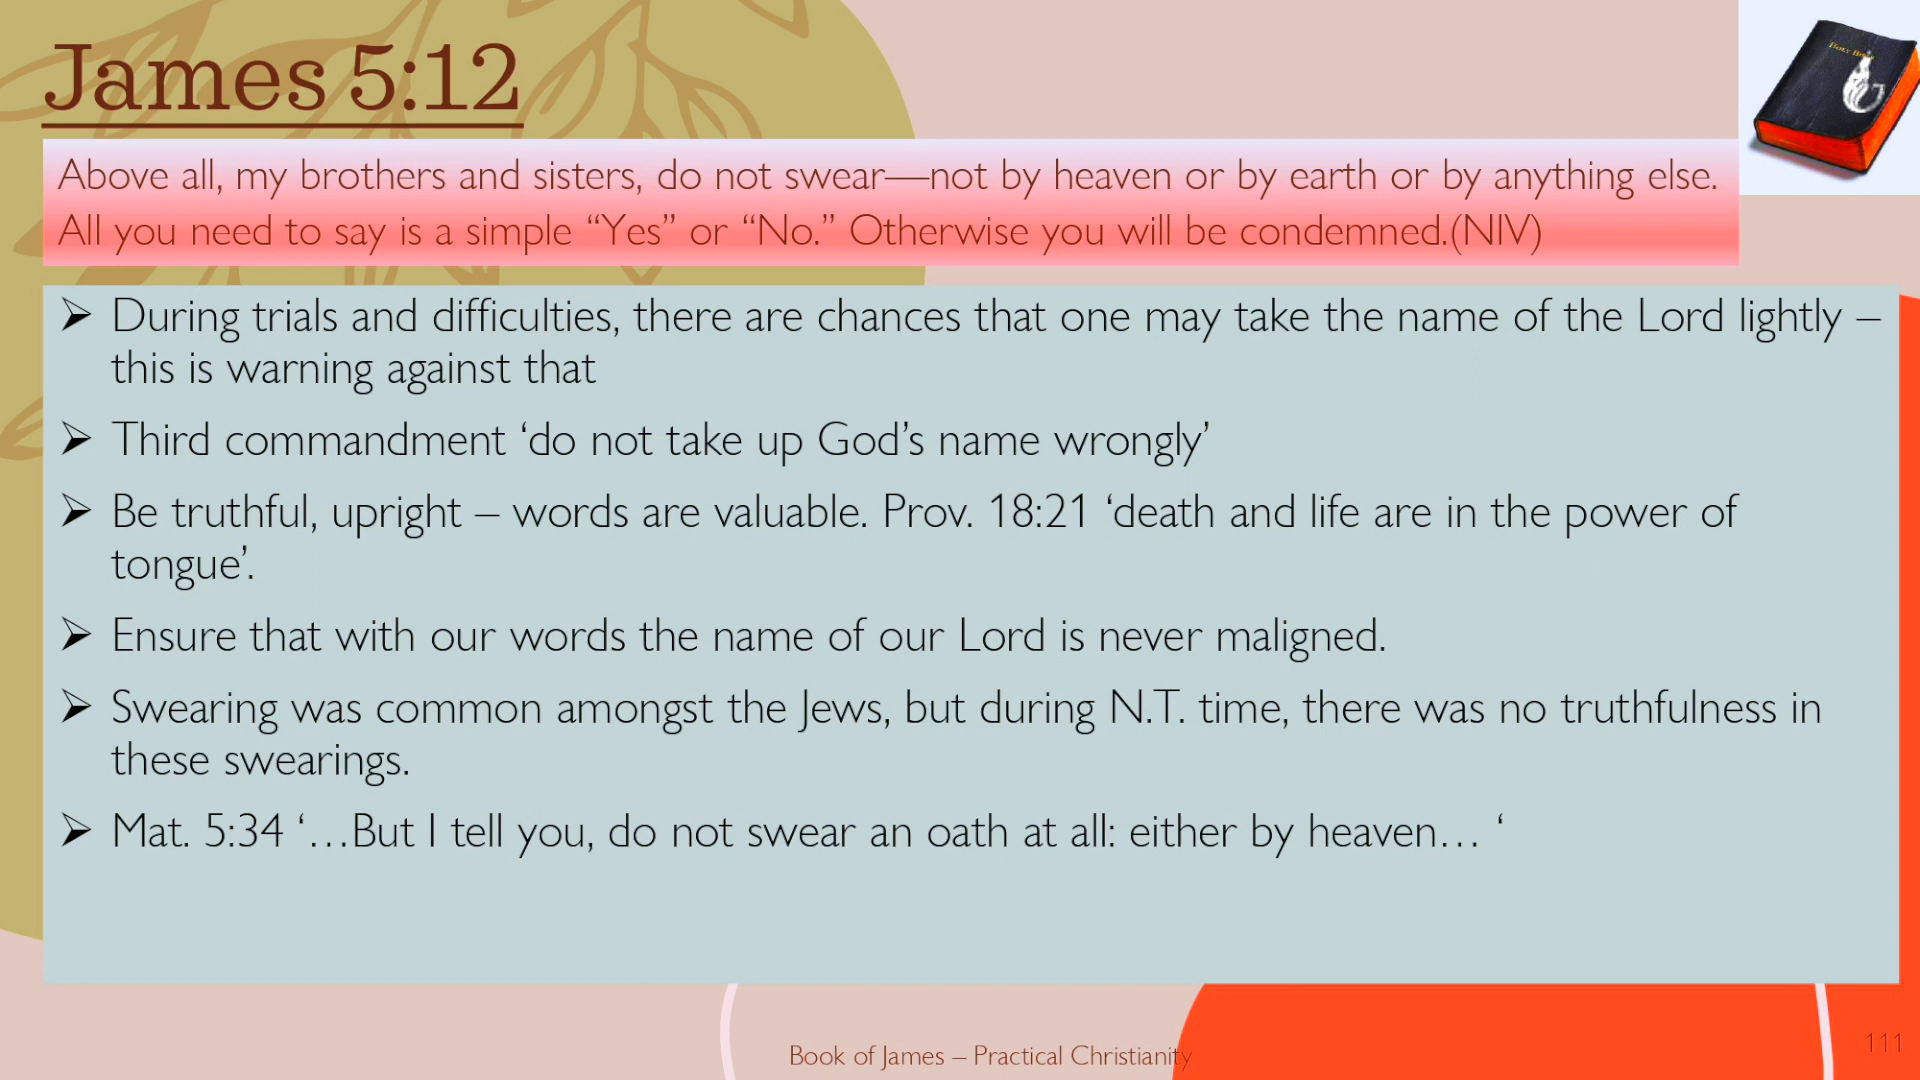 James 5:12
Above all, my brothers and sisters, do not swear—not by heaven or by earth or by anything else.
All you need to say is a simple “Yes” or “No.” Otherwise you will be condemned.(NIV)
➢ During trials and difficulties, there are chances that one may take the name of the Lord lightly –
this is warning against that
➢ Third commandment ‘do not take up God’s name wrongly’
➢ Be truthful, upright – words are valuable. Prov. 18:21 ‘death and life are in the power of
tongue’.
➢ Ensure that with our words the name of our Lord is never maligned.
➢ Swearing was common amongst the Jews, but during N.T. time, there was no truthfulness in
these swearings.
➢ Mat. 5:34 ‘…But I tell you, do not swear an oath at all: either by heaven… ‘
Holy Bible
Book of James – Practical Christianity
111